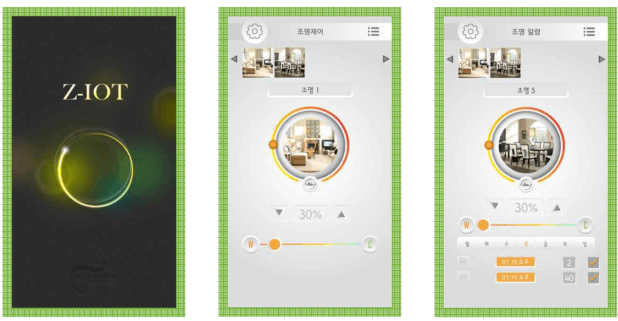 Z-IOT
조명제어
조명 1
30%
W
C
조명 알람
조명 5
30%
W
C
월 화 수 목 금 토 일
07:18 오후
2
07:19 오후
40